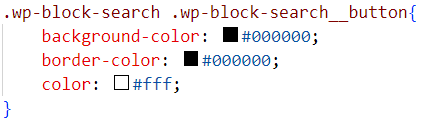 .wp-block-search .wp-block-search__button{
    background-color: #000000;
    border-color: #000000;
    color: #fff;
}